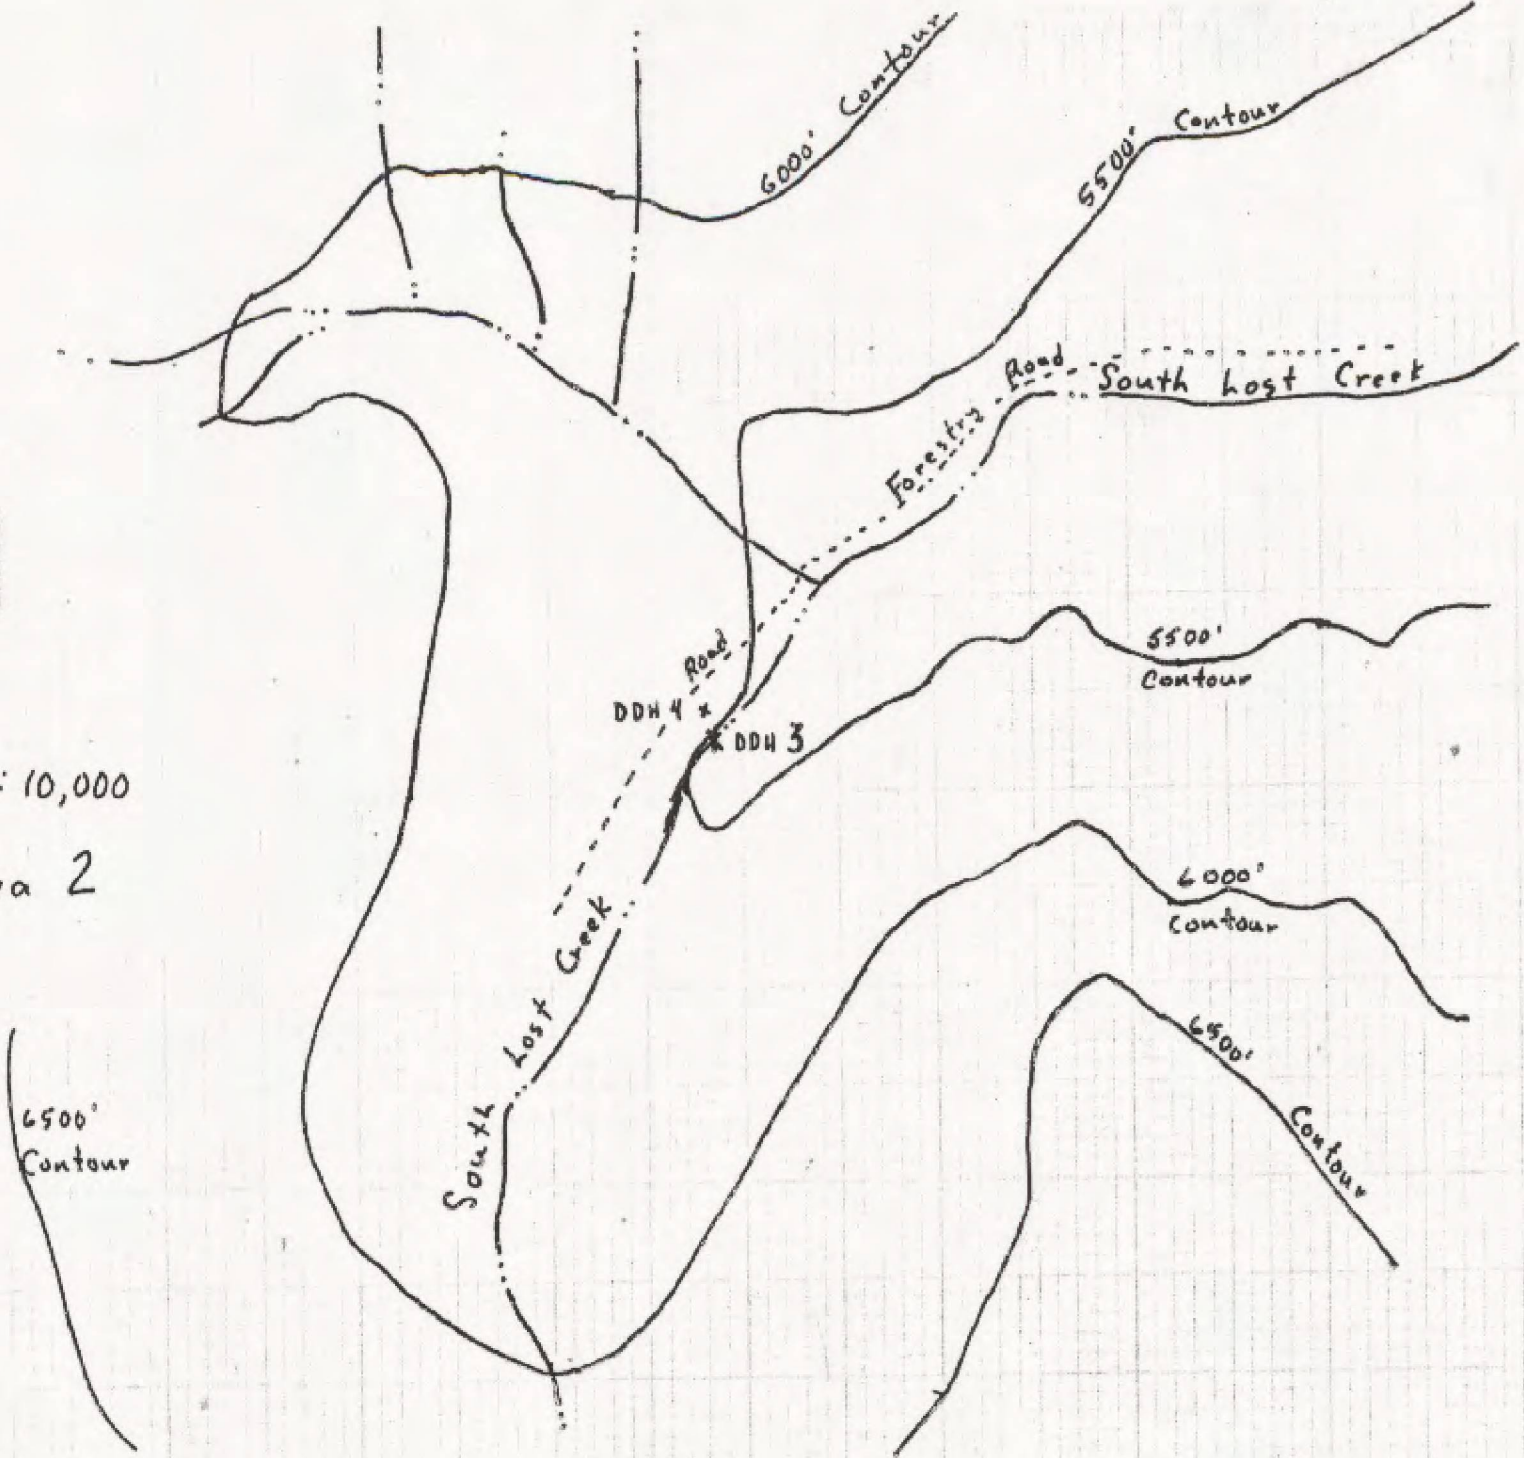 6000' Contour
5500' Contour
Forestry Road
South Lost Creek
5500'
Contour
Road
DDH 4 x
x DDH 3
: 10,000
a 2
6000'
Contour
South Lost Creek
6500' Contour
6500'
Contour